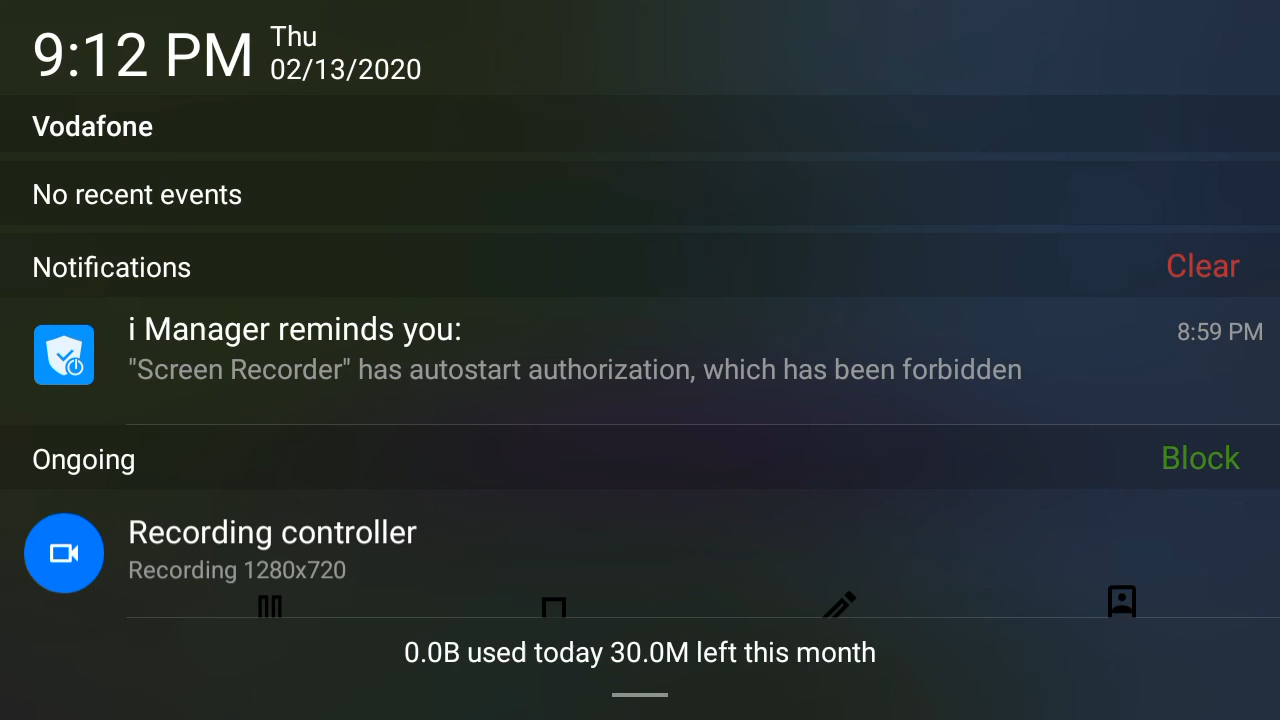 9:12 PM
Thu
02/13/2020
Vodafone
No recent events
Notifications
Clear
i Manager reminds you:
8:59 PM
"Screen Recorder" has autostart authorization, which has been forbidden
Ongoing
Block
Recording controller
Recording 1280x720
0.0B used today 30.0M left this month